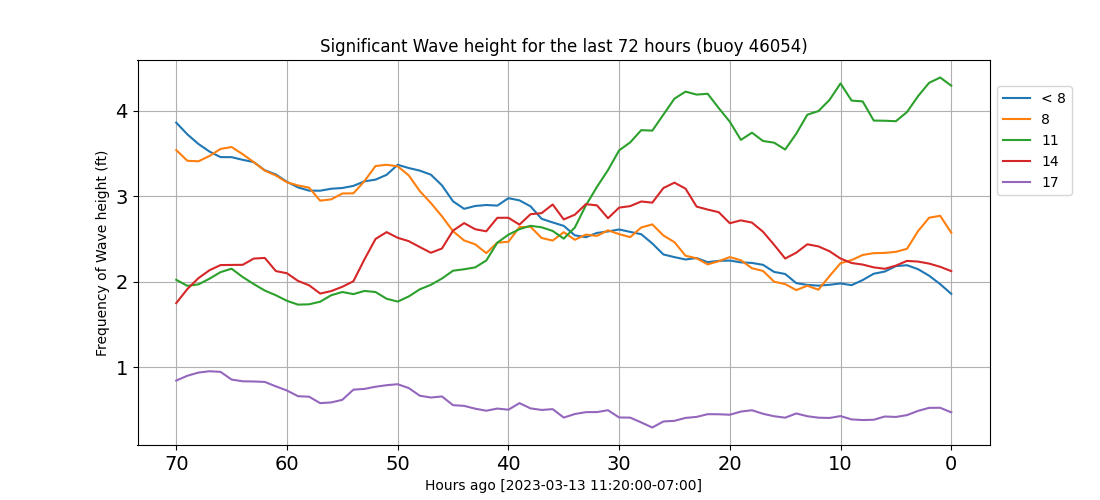 Significant Wave height for the last 72 hours (buoy 46054)
Frequency of Wave height (ft)
4
3
2
1
70 60 50 40 30 20 10 0
Hours ago [2023-03-13 11:20:00-07:00]
< 8
8
11
14
17